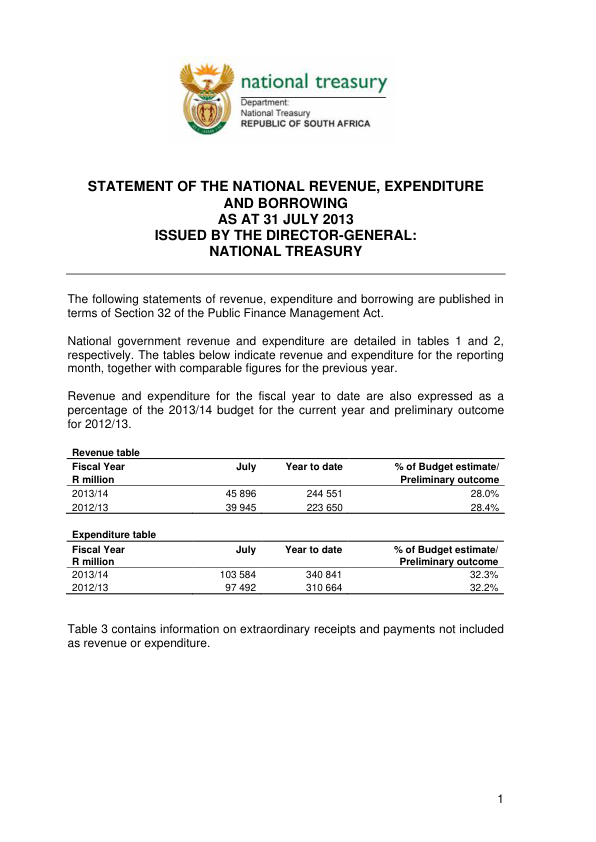 national treasury
Department:
National Treasury
REPUBLIC OF SOUTH AFRICA
STATEMENT OF THE NATIONAL REVENUE, EXPENDITURE
AND BORROWING
AS AT 31 JULY 2013
ISSUED BY THE DIRECTOR-GENERAL:
NATIONAL TREASURY
The following statements of revenue, expenditure and borrowing are published in
terms of Section 32 of the Public Finance Management Act.
National government revenue and expenditure are detailed in tables 1 and 2,
respectively. The tables below indicate revenue and expenditure for the reporting
month, together with comparable figures for the previous year.
Revenue and expenditure for the fiscal year to date are also expressed as a
percentage of the 2013/14 budget for the current year and preliminary outcome
for 2012/13.
Revenue table
Fiscal Year July Year to date % of Budget estimate/
R million Preliminary outcome
2013/14 45 896 244 551 28.0%
2012/13 39 945 223 650 28.4%
Expenditure table
Fiscal Year July Year to date % of Budget estimate/
R million Preliminary outcome
2013/14 103 584 340 841 32.3%
2012/13 97 492 310 664 32.2%
Table 3 contains information on extraordinary receipts and payments not included
as revenue or expenditure.
1